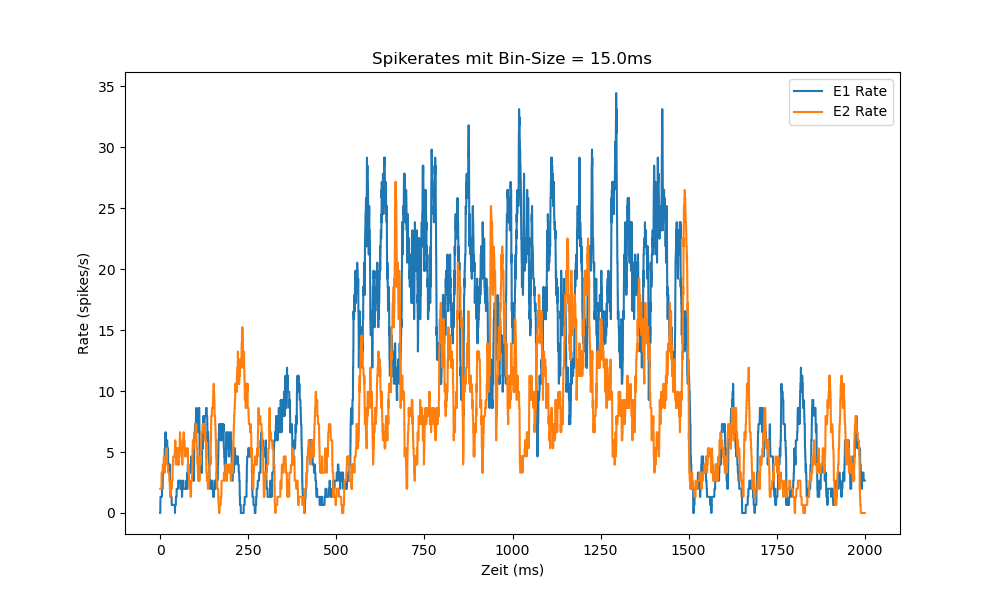 Spikerates mit Bin-Size = 15.0ms
E1 Rate
E2 Rate
35
30
25
20
15
10
5
0
Rate (spikes/s)
0 250 500 750 1000 1250 1500 1750 2000
Zeit (ms)